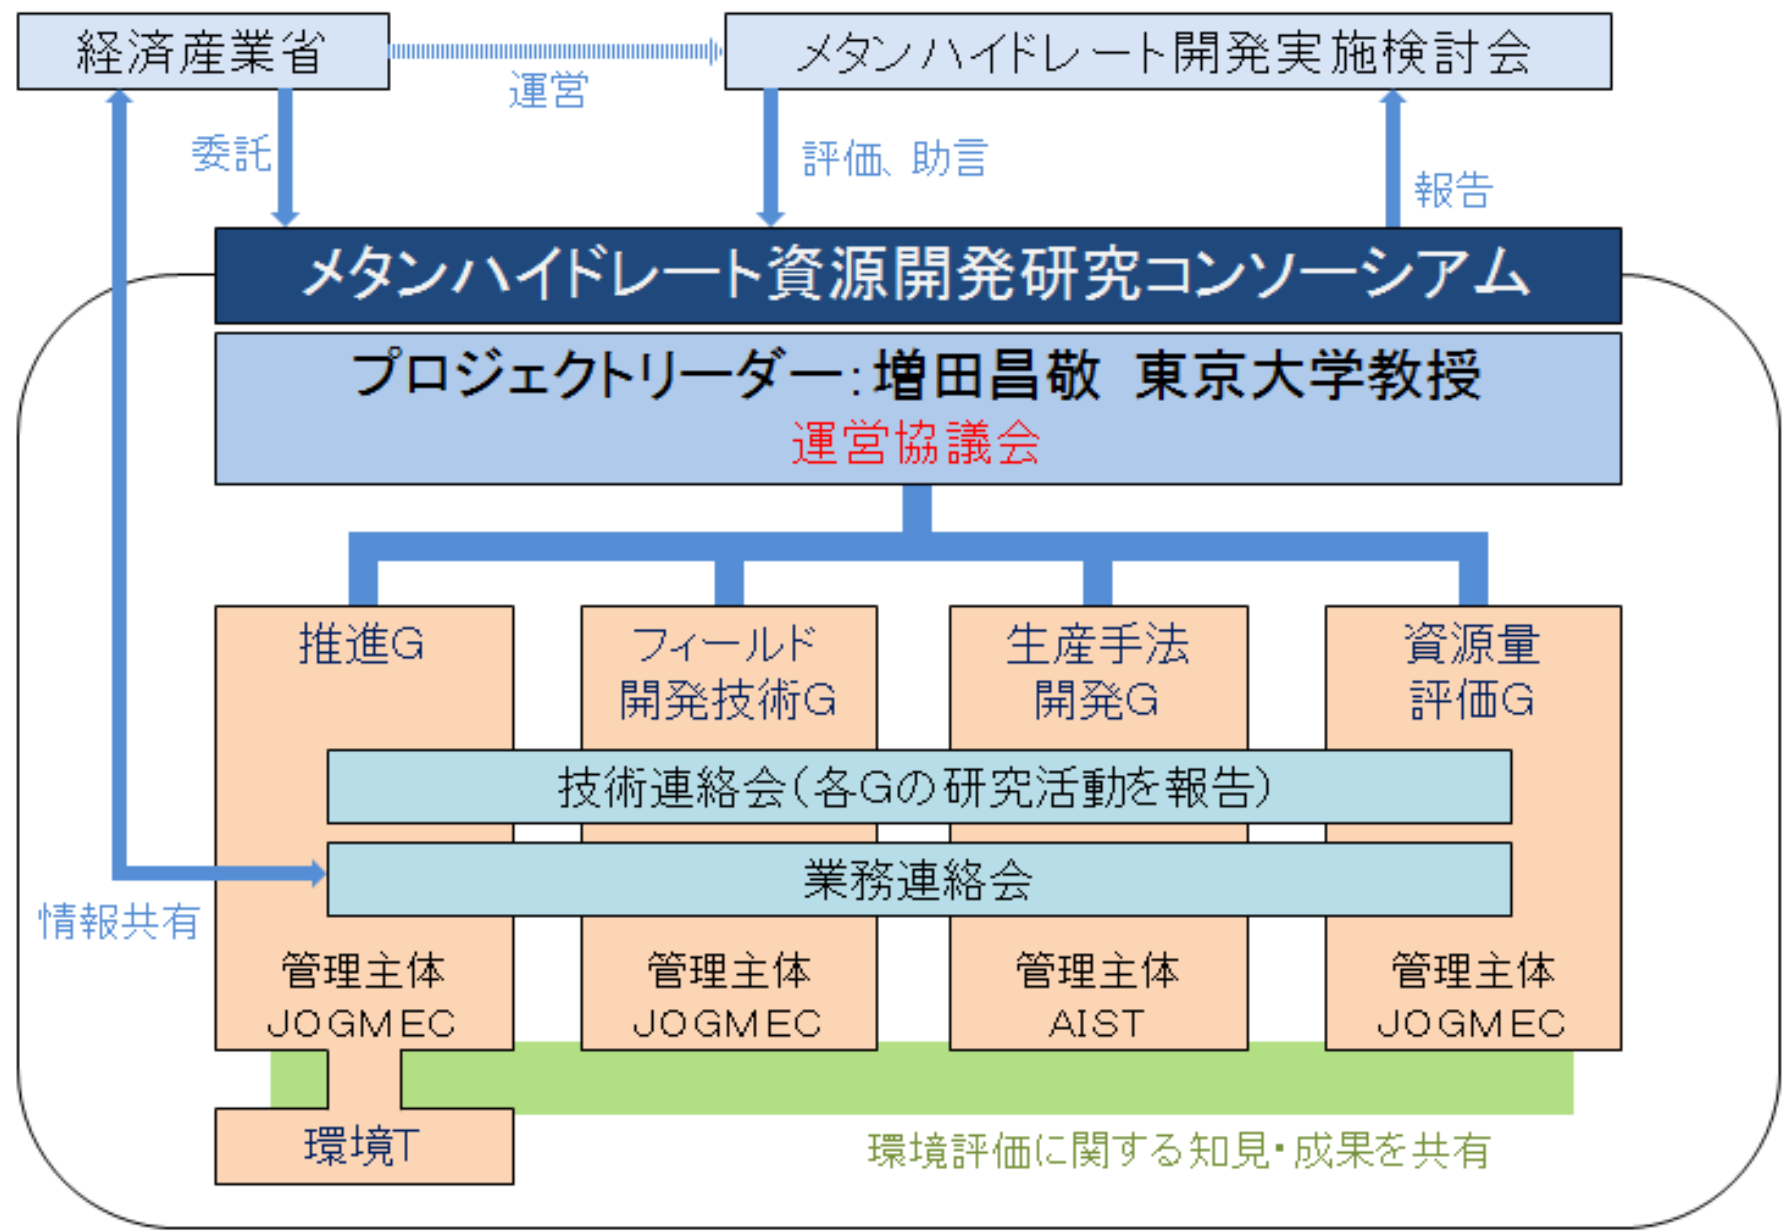 経済産業省
運営
メタンハイドレート開発実施検討会
委託
評価、助言
報告
メタンハイドレート資源開発研究コンソーシアム
プロジェクトリーダー：増田昌敬 東京大学教授
運営協議会
推進G
フィールド
開発技術G
生産手法
開発G
資源量
評価G
技術連絡会（各Gの研究活動を報告）
業務連絡会
情報共有
管理主体
JOGMEC
管理主体
JOGMEC
管理主体
AIST
管理主体
JOGMEC
環境T
環境評価に関する知見・成果を共有